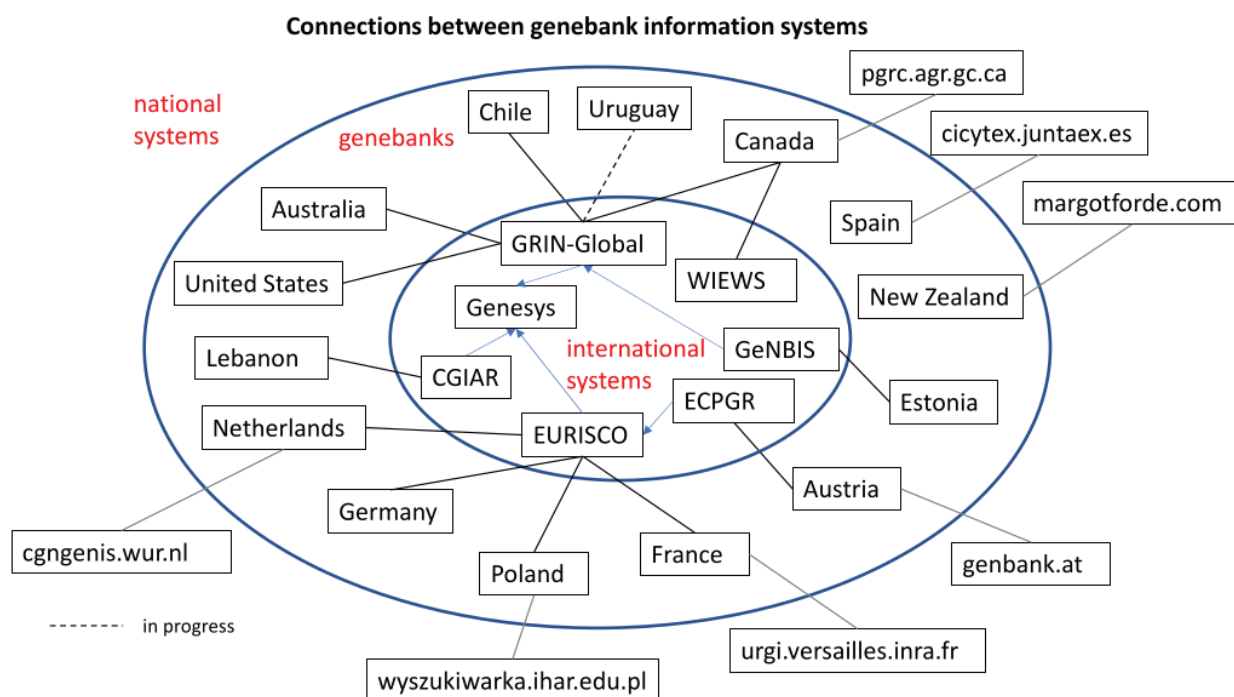 Connections between genebank information systems
pgrc.agr.gc.ca
national
systems
Chile
Uruguay
genebanks
Canada
cicytex.juntaex.es
margotforde.com
Australia
Spain
GRIN-Global
United States
WIEWS
New Zealand
Genesys
Lebanon
international
systems
GeNBIS
CGIAR
ECPGR
Estonia
Netherlands
EURISCO
Austria
Germany
cgngenis.wur.nl
France
genbank.at
Poland
in progress
urgi.versailles.inra.fr
wyszukiwarka.ihar.edu.pl